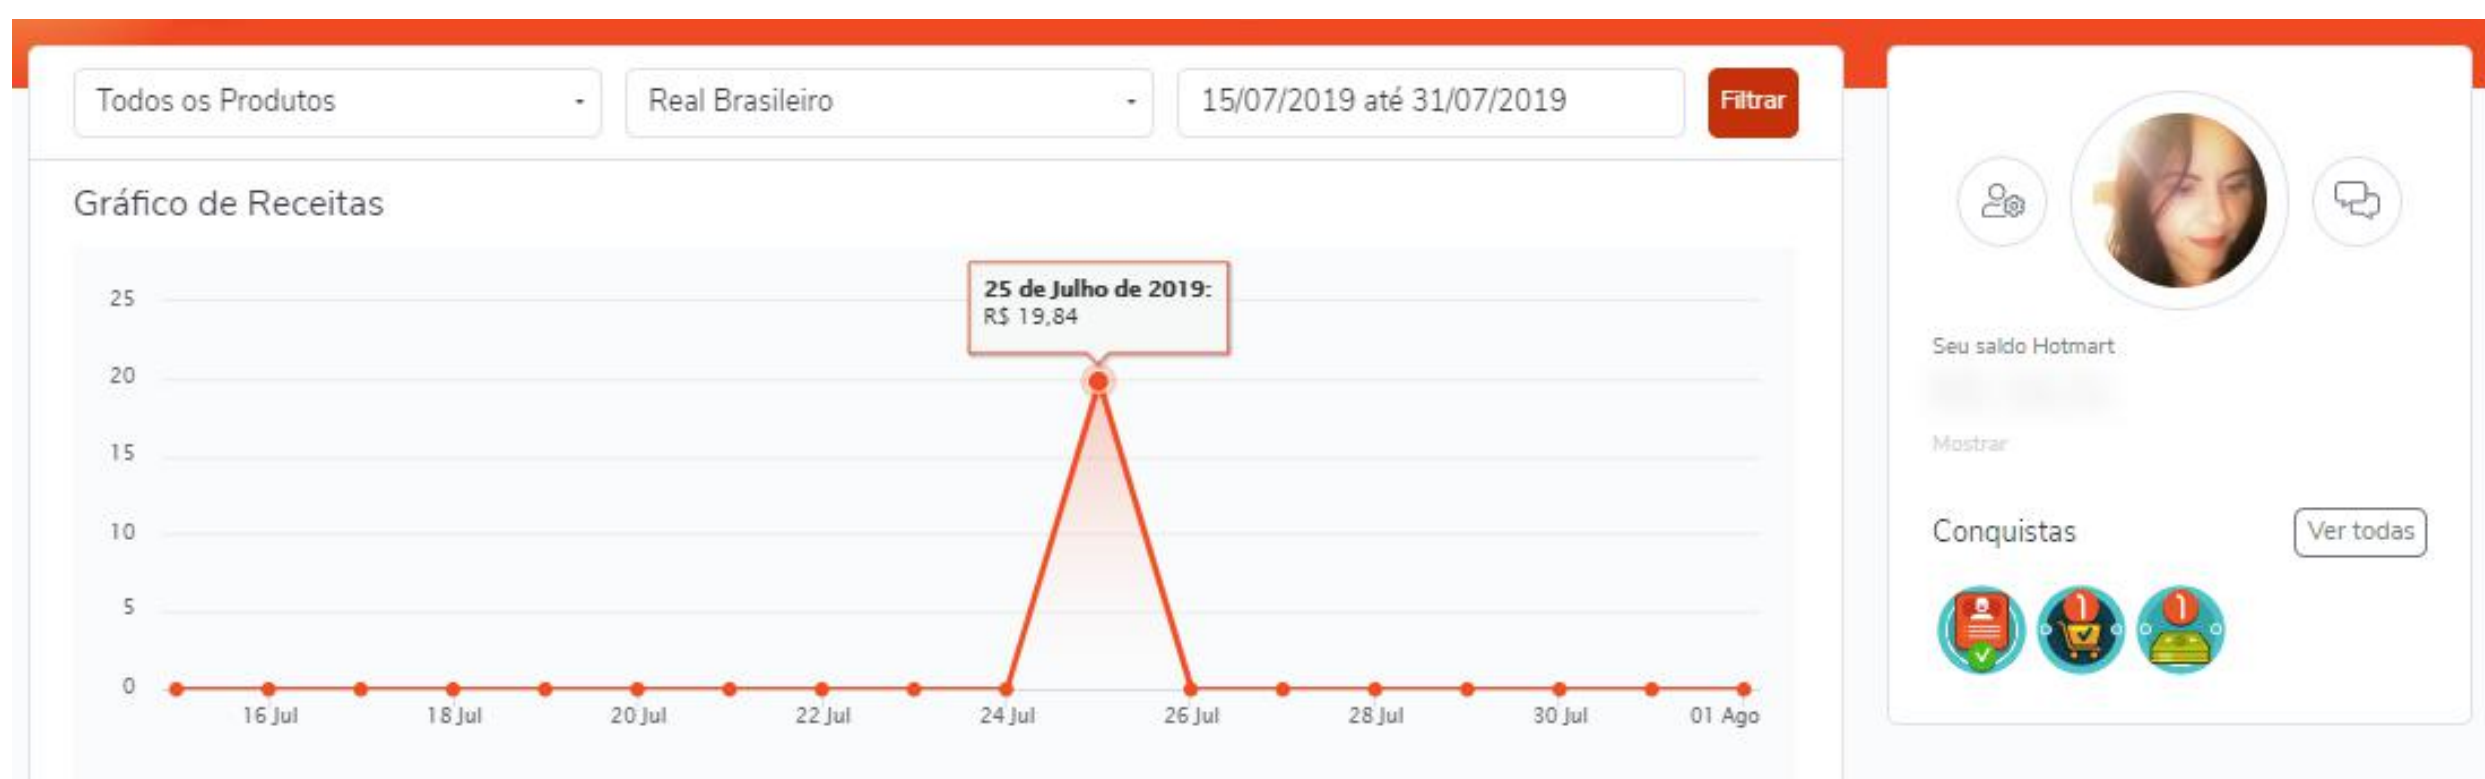 Todos os Produtos
Real Brasileiro
15/07/2019 até 31/07/2019
Filtrar
Gráfico de Receitas
25 de Julho de 2019:
R$ 19,84
25
20
15
10
5
0
16 Jul
18 Jul
20 Jul
22 Jul
24 Jul
26 Jul
28 Jul
30 Jul
01 Ago
Seu saldo Hotmart
Mostrar
Conquistas
Ver todas
1
1